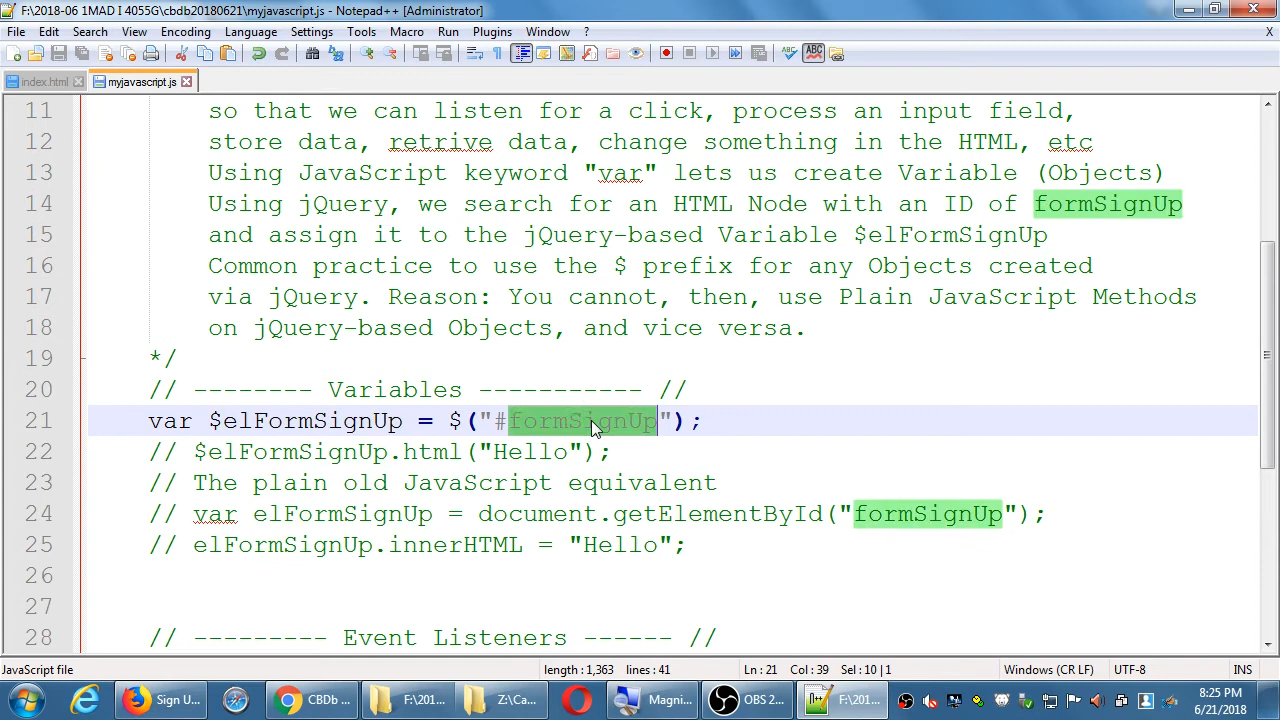 F:\2018-06 1MAD I 4055G\cbdb20180621\myjavascript.js - Notepad++ [Administrator]
File Edit Search View Encoding Language Settings Tools Macro Run Plugins Window ? X
index.html myjavascript.js
11 so that we can listen for a click, process an input field,
12 store data, retrive data, change something in the HTML, etc
13 Using JavaScript keyword "var" lets us create Variable (Objects)
14 Using jQuery, we search for an HTML Node with an ID of formSignUp
15 and assign it to the jQuery-based Variable $elFormSignUp
16 Common practice to use the $ prefix for any Objects created
17 via jQuery. Reason: You cannot, then, use Plain JavaScript Methods
18 on jQuery-based Objects, and vice versa.
19 */
20 // -------- Variables ----------- //
21 var $elFormSignUp = $("#formSignUp");
22 // $elFormSignUp.html("Hello");
23 // The plain old JavaScript equivalent
24 // var elFormSignUp = document.getElementById("formSignUp");
25 // elFormSignUp.innerHTML = "Hello";
26
27
28 // --------- Event Listeners ------ //
JavaScript file length : 1,363 lines : 41 Ln : 21 Col : 39 Sel : 10 | 1 Windows (CR LF) UTF-8 INS
Sign U... CBDb ... F:\201... Z:\Ca... Magni... OBS 2... F:\201... 8:25 PM
6/21/2018